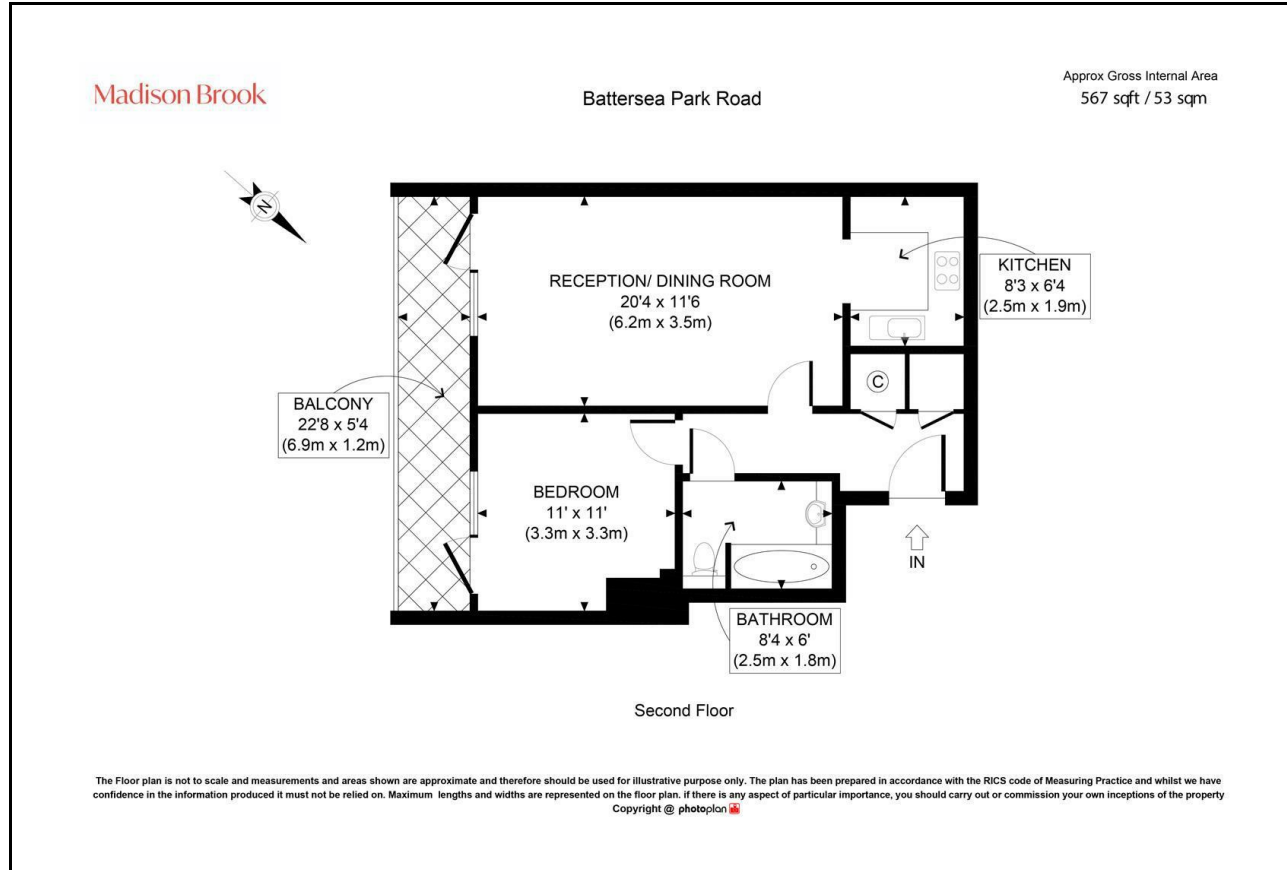 Madison Brook
Battersea Park Road
Approx Gross Internal Area
567 sqft / 53 sqm
N
RECEPTION/ DINING ROOM
20'4 x 11'6
(6.2m x 3.5m)
KITCHEN
8'3 x 6'4
(2.5m x 1.9m)
C
BALCONY
22'8 x 5'4
(6.9m x 1.2m)
BEDROOM
11' x 11'
(3.3m x 3.3m)
IN
BATHROOM
8'4 x 6'
(2.5m x 1.8m)
Second Floor
The Floor plan is not to scale and measurements and areas shown are approximate and therefore should be used for illustrative purpose only. The plan has been prepared in accordance with the RICS code of Measuring Practice and whilst we have
confidence in the information produced it must not be relied on. Maximum lengths and widths are represented on the floor plan. if there is any aspect of particular importance, you should carry out or commission your own inceptions of the property
Copyright @ photoplan